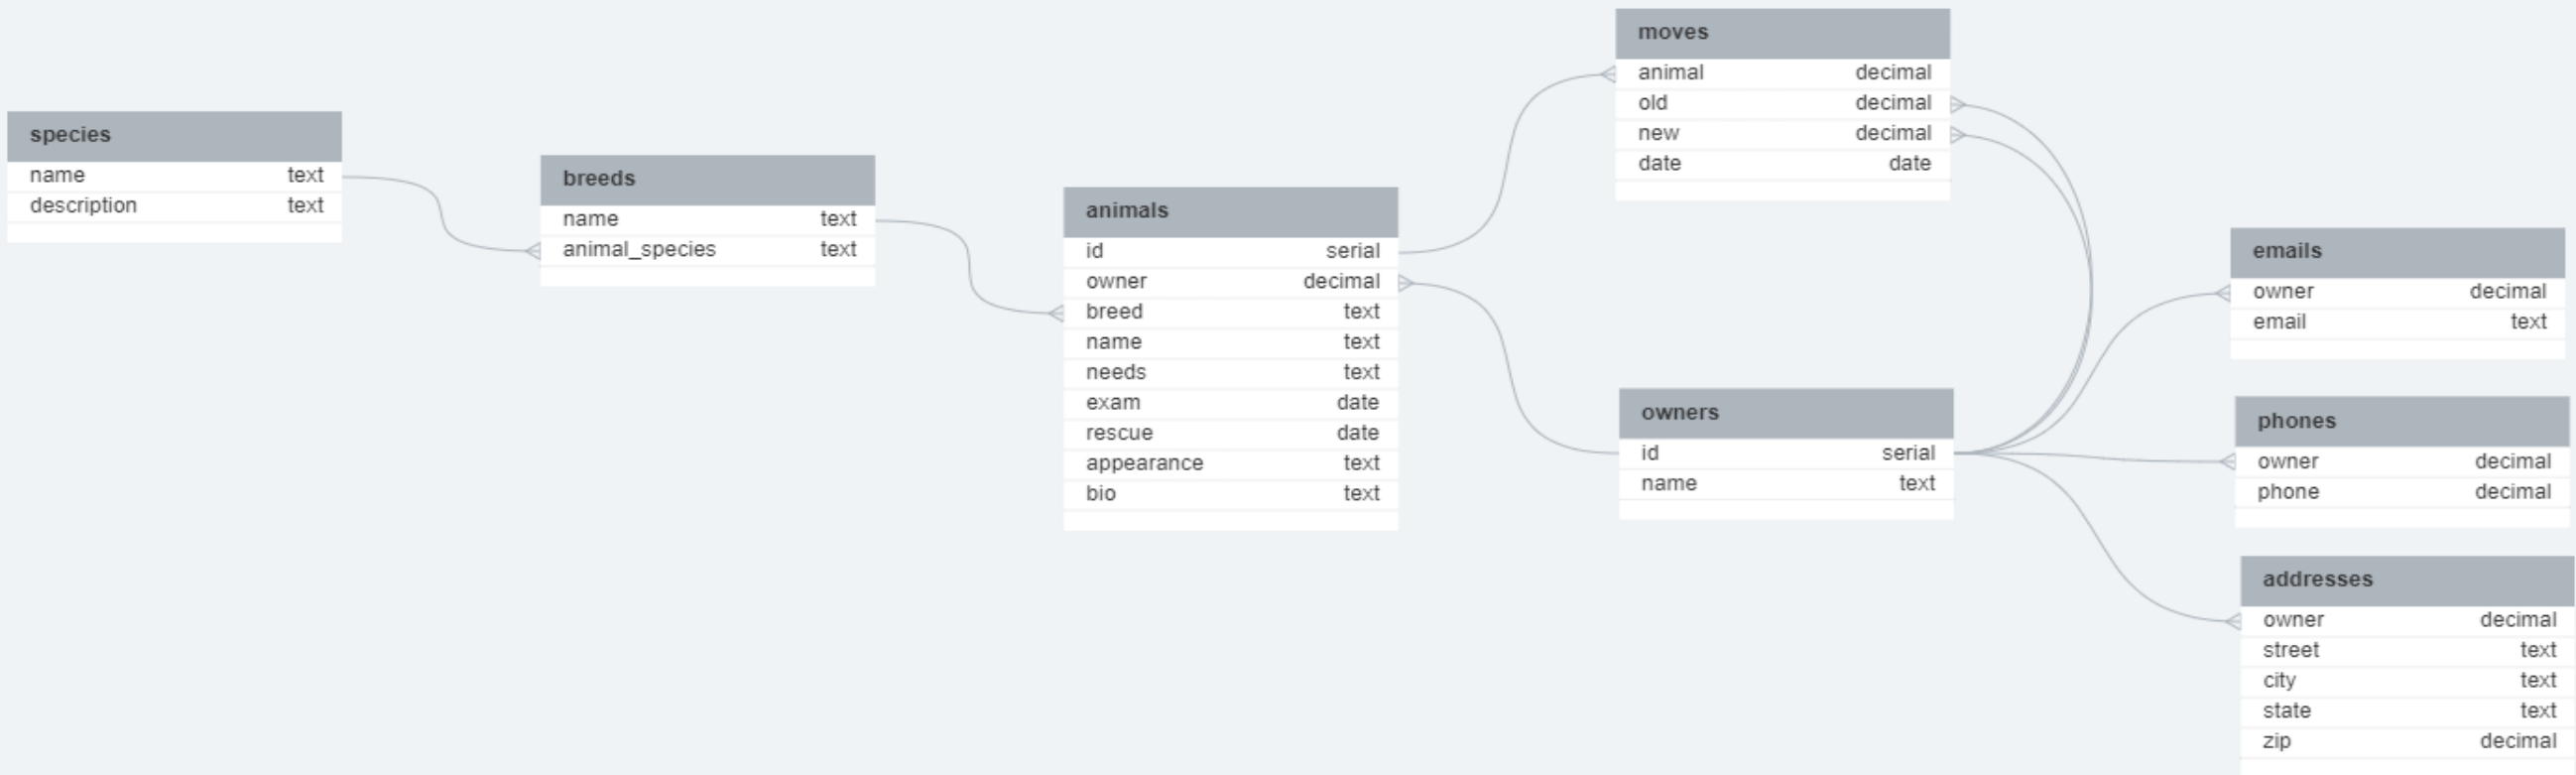 species
name text
description text
breeds
name text
animal_species text
animals
id serial
owner decimal
breed text
name text
needs text
exam date
rescue date
appearance text
bio text
moves
animal decimal
old decimal
new decimal
date date
owners
id serial
name text
emails
owner decimal
email text
phones
owner decimal
phone decimal
addresses
owner decimal
street text
city text
state text
zip decimal